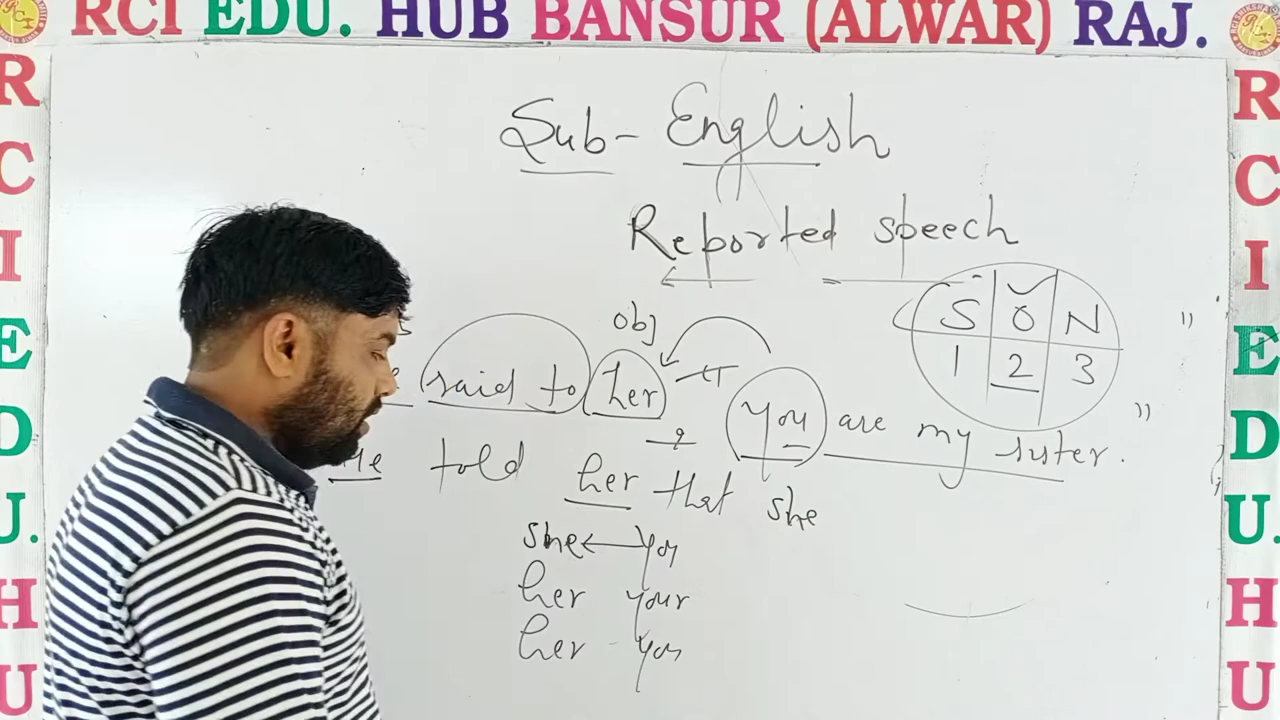 RCI EDU. HUB BANSUR (ALWAR) RAJ.
R
C
I
E
D
U.
H
U
R
C
I
E
D
U.
H
U
Sub- English
Reported speech
S O N
1 2 3
obj
said to her you are my sister. "
told her that she
she you
her your
her - you